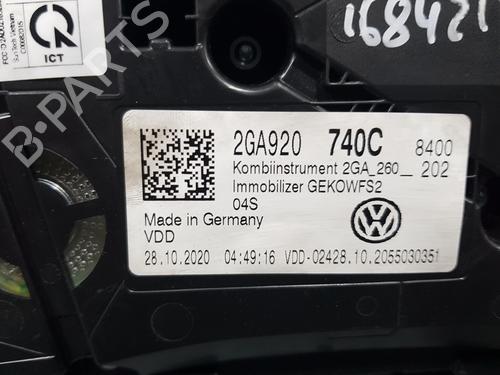 168421
ICT
B-PARTS
2GA920 740C 8400
Kombiinstrument 2GA_260__ 202
Immobilizer GEKOWFS2
04S
Made in Germany
VDD
28.10.2020 04:49:16 VDD-02428.10.2055030351